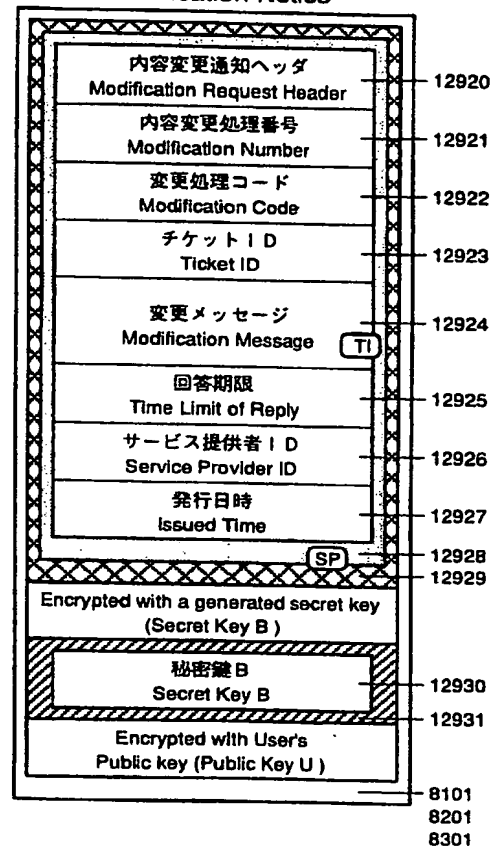 内容変更通知ヘッダ
Modification Request Header
12920
内容変更処理番号
Modification Number
12921
変更処理コード
Modification Code
12922
チケットID
Ticket ID
12923
変更メッセージ
Modification Message
TI
12924
回答期限
Time Limit of Reply
12925
サービス提供者ID
Service Provider ID
12926
発行日時
Issued Time
12927
SP
12928
12929
Encrypted with a generated secret key
(Secret Key B )
秘密鍵B
Secret Key B
12930
12931
Encrypted with User's
Public key (Public Key U )
8101
8201
8301